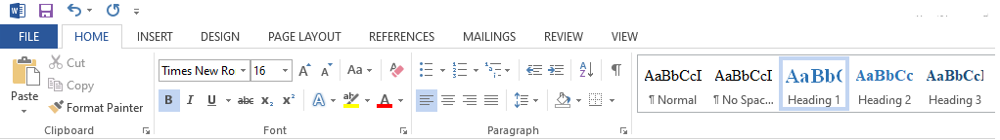 FILE HOME INSERT DESIGN PAGE LAYOUT REFERENCES MAILINGS REVIEW VIEW
Paste
Cut
Copy
Format Painter
Clipboard
Times New Ro 16 Aa
B I U abc x₂ x² A ab A
Font
Paragraph
AaBbCcI AaBbCcI AaBb( AaBbCc AaBbCcI
¶ Normal ¶ No Spac... Heading 1 Heading 2 Heading 3